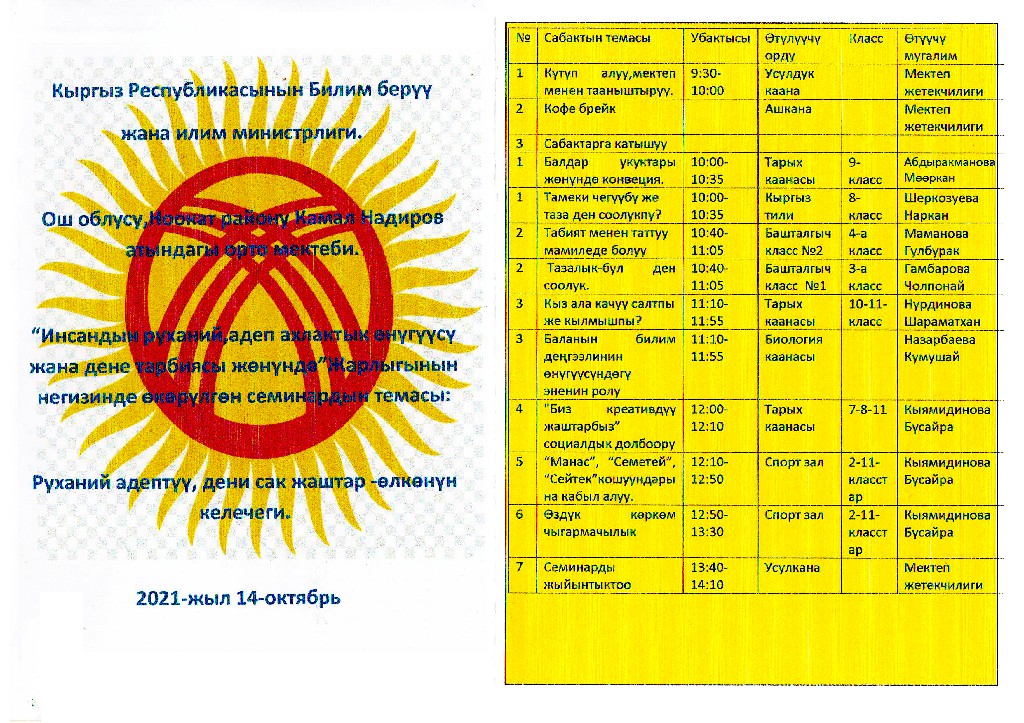 Кыргыз Республикасынын Билим берүү
жана илим министрлиги.
Ош облусу,Ноокат району Камал Надиров
атындагы орто мектеби.
“Инсандын руханий,адеп ахлактык өнүгүүсү
жана дене тарбиясы жөнүндө”Жарлыгынын
негизинде өкөрүлгөн семинардын темасы:
Руханий адептүү, дени сак жаштар -өлкөнүн
келечеги.
2021-жыл 14-октябрь
№ Сабактын темасы Убактысы Өтүлүүчү орду Класс Өтүүчү мугалим
1 Күтүп алуу,мектеп менен тааныштыруу. 9:30-10:00 Усулдук каана Мектеп жетекчилиги
2 Кофе брейк Ашкана Мектеп жетекчилиги
3 Сабактарга катышуу
1 Балдар укуктары жөнүндө конвеция. 10:00-10:35 Тарых каанасы 9-класс Абдыракманова Мээркан
1 Тамеки чегүүбү же таза ден соолукпу? 10:00-10:35 Кыргыз тили 8-класс Шеркозуева Наркан
2 Табият менен таттуу мамиледе болуу 10:40-11:05 Башталгыч класс №2 4-а класс Маманова Гулбурак
2 Тазалык-бул ден соолук. 10:40-11:05 Башталгыч класс №1 3-а класс Гамбарова Чолпонай
3 Кыз ала качуу салтпы же кылмышпы? 11:10-11:55 Тарых каанасы 10-11-класс Нурдинова Шараматхан
3 Баланын билим деңгээлинин өнүгүүсүндөгү эненин ролу 11:10-11:55 Биология каанасы Назарбаева Кумушай
4 "Биз креативдүү жаштарбыз” социалдык долбоору 12:00-12:10 Тарых каанасы 7-8-11 Кыямидинова Бүсайра
5 “Манас”, “Семетей”, “Сейтек”кошуундары на кабыл алуу. 12:10-12:50 Спорт зал 2-11-класст ар Кыямидинова Бүсайра
6 Өздүк көркөм чыгармачылык 12:50-13:30 Спорт зал 2-11-класст ар Кыямидинова Бүсайра
7 Семинарды жыйынтыктоо 13:40-14:10 Усулкана Мектеп жетекчилиги